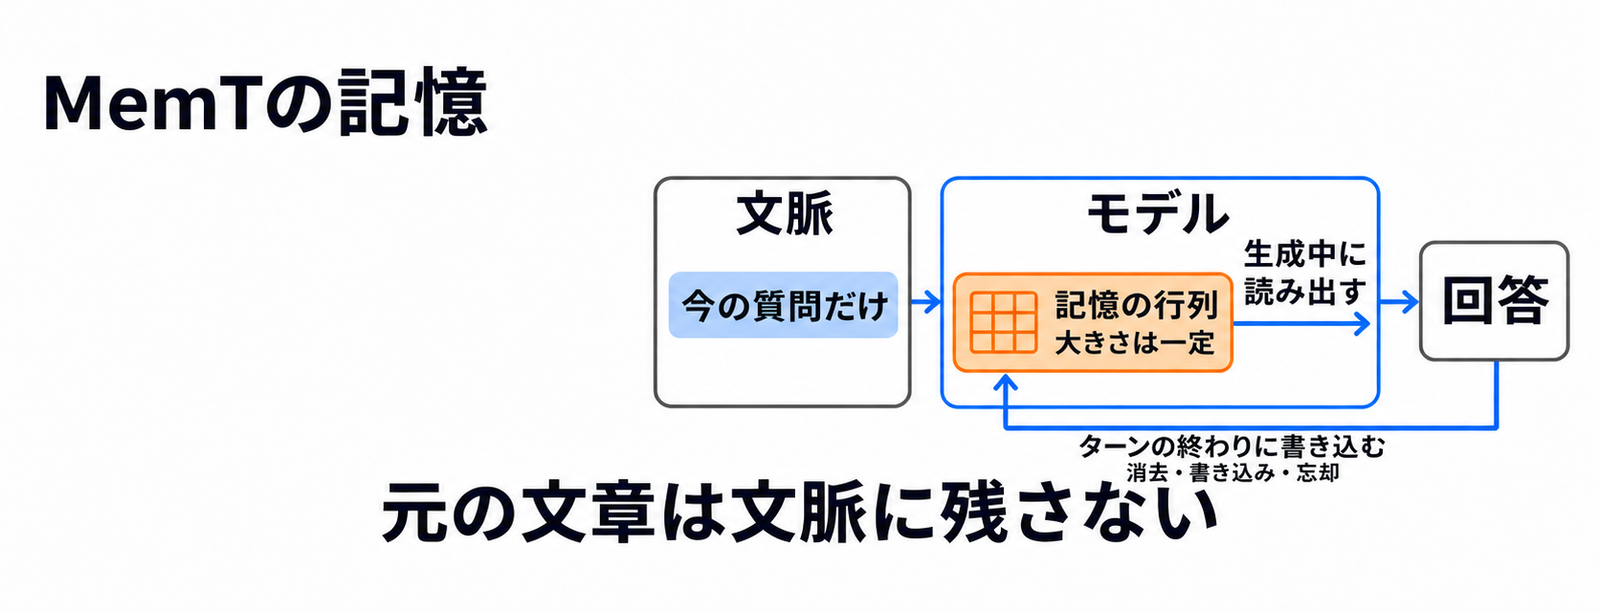 MemTの記憶
文脈
今の質問だけ
モデル
記憶の行列
大きさは一定
生成中に
読み出す
回答
ターンの終わりに書き込む
消去・書き込み・忘却
元の文章は文脈に残さない